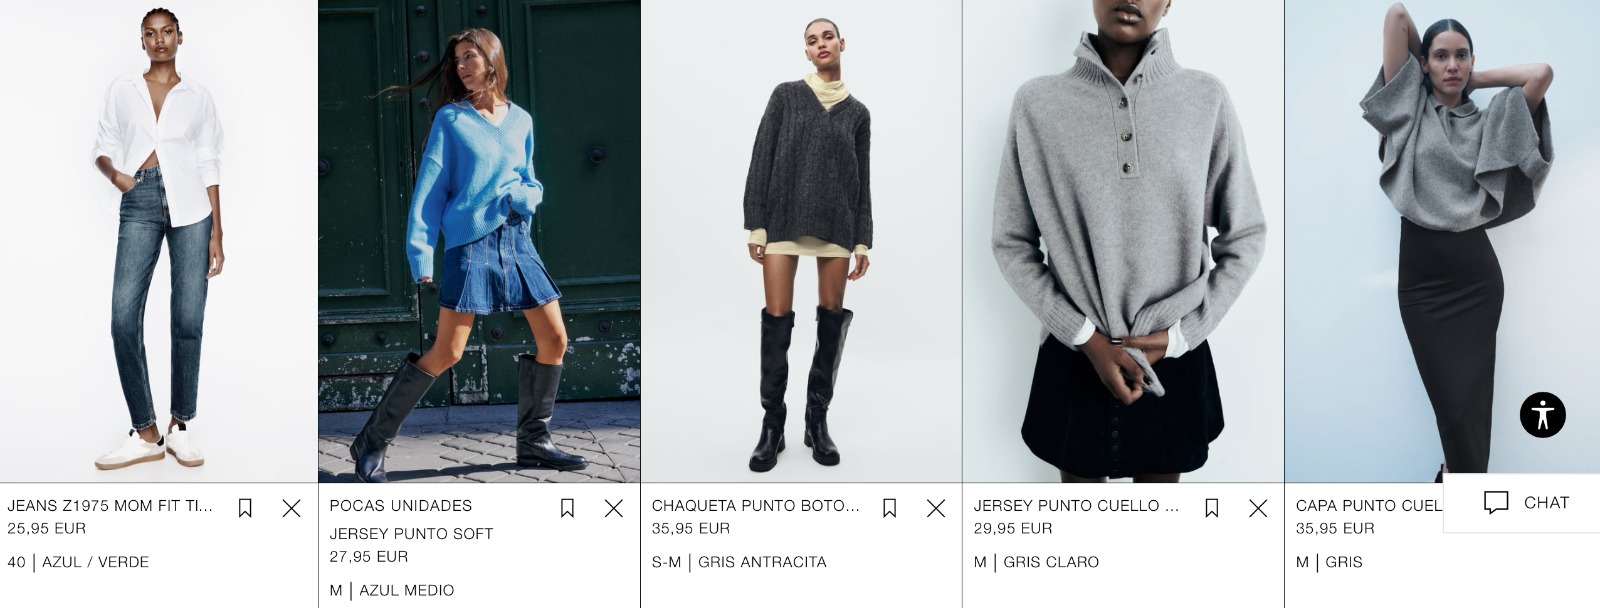 JEANS Z1975 MOM FIT TI...
25,95 EUR
40 | AZUL / VERDE
POCAS UNIDADES
JERSEY PUNTO SOFT
27,95 EUR
M | AZUL MEDIO
CHAQUETA PUNTO BOTO...
35,95 EUR
S-M | GRIS ANTRACITA
JERSEY PUNTO CUELLO ...
29,95 EUR
M | GRIS CLARO
CAPA PUNTO CUEL
35,95 EUR
M | GRIS
CHAT